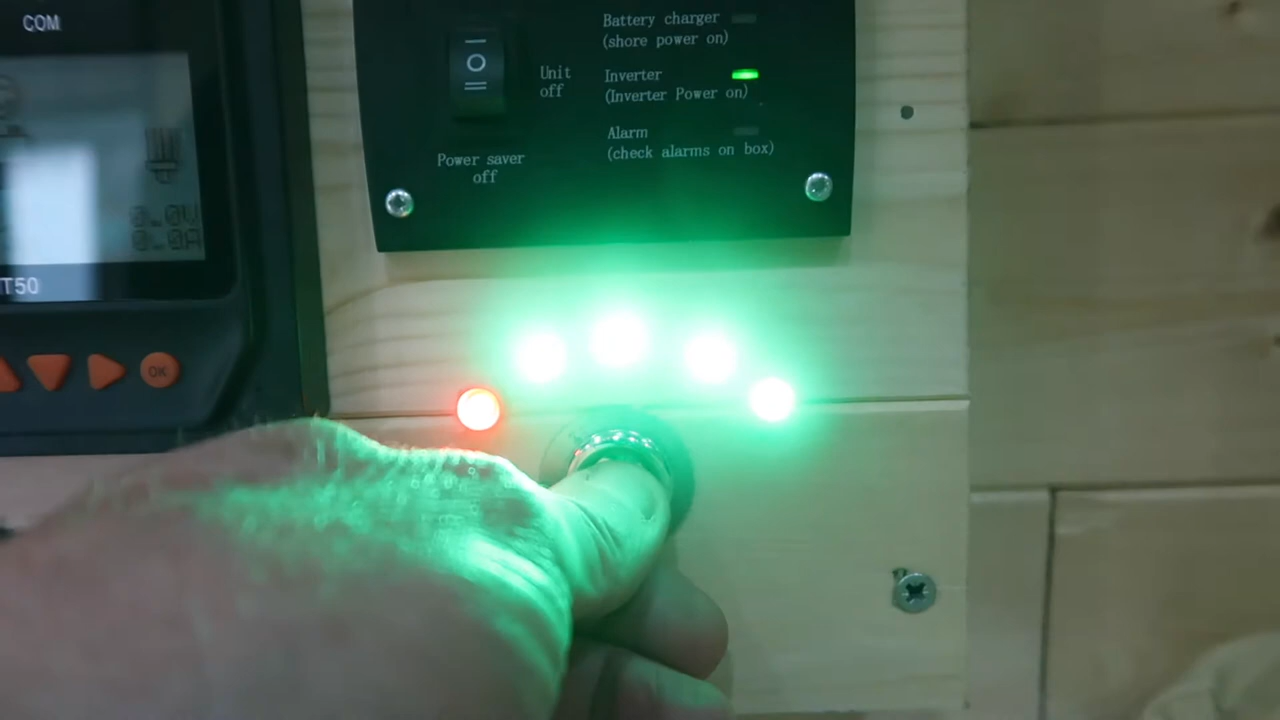 COM
Battery charger
(shore power on)
Unit
off
Inverter
(Inverter Power on)
Alarm
(check alarms on box)
Power saver
off
0.0V
0.0A
T50
OK